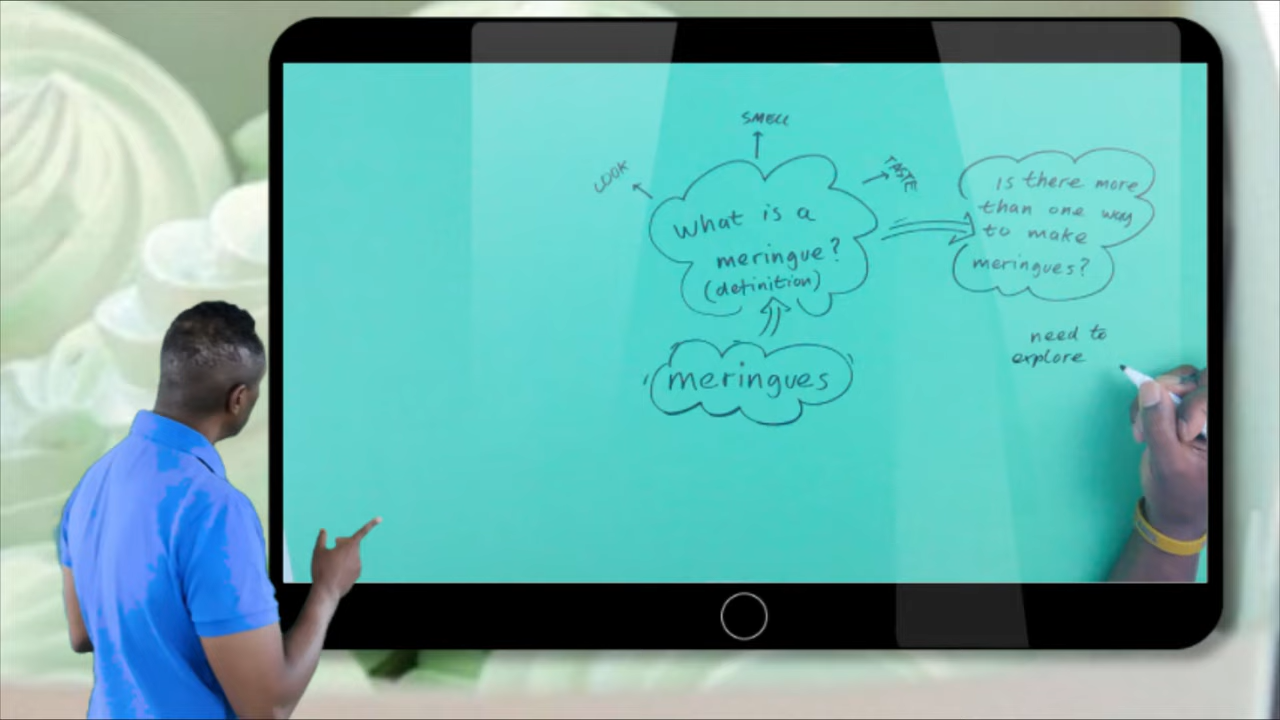 SMELL
LOOK
TASTE
What is a
meringue?
(definition)
Is there more
than one way
to make
meringues?
need to
explore
meringues